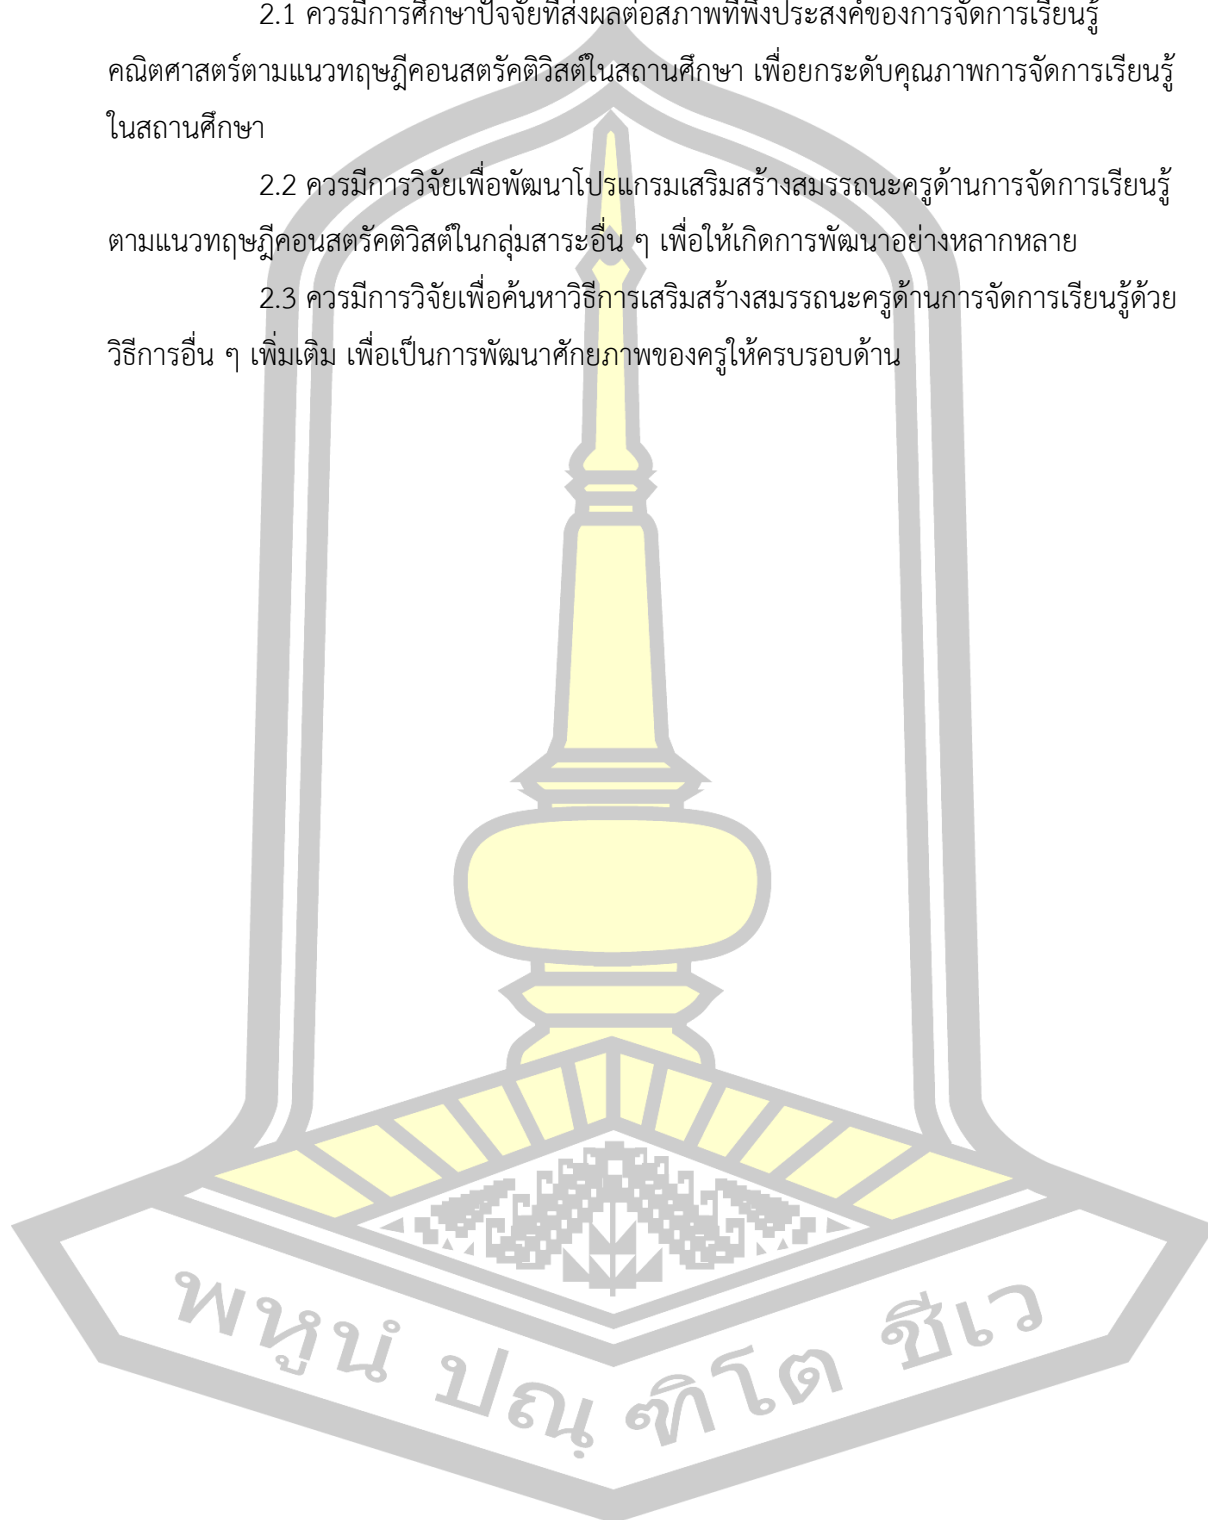 2.1 ควรมีการศึกษาปัจจัยที่ส่งผลต่อสภาพที่พึงประสงค์ของการจัดการเรียนรู้
คณิตศาสตร์ตามแนวทฤษฎีคอนสตรัคติวิสต์ในสถานศึกษา เพื่อยกระดับคุณภาพการจัดการเรียนรู้
ในสถานศึกษา
2.2 ควรมีการวิจัยเพื่อพัฒนาโปรแกรมเสริมสร้างสมรรถนะครูด้านการจัดการเรียนรู้
ตามแนวทฤษฎีคอนสตรัคติวิสต์ในกลุ่มสาระอื่น ๆ เพื่อให้เกิดการพัฒนาอย่างหลากหลาย
2.3 ควรมีการวิจัยเพื่อค้นหาวิธีการเสริมสร้างสมรรถนะครูด้านการจัดการเรียนรู้ด้วย
วิธีการอื่น ๆ เพิ่มเติม เพื่อเป็นการพัฒนาศักยภาพของครูให้ครบรอบด้าน
พหูนํ ปณฺฑิโต ชีเว